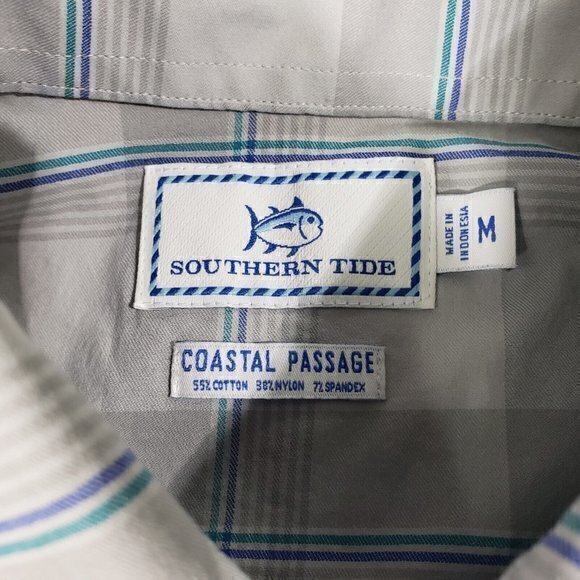 SOUTHERN TIDE
MADE IN
INDONESIA
M
COASTAL PASSAGE
55% COTTON 38% NYLON 7% SPANDEX